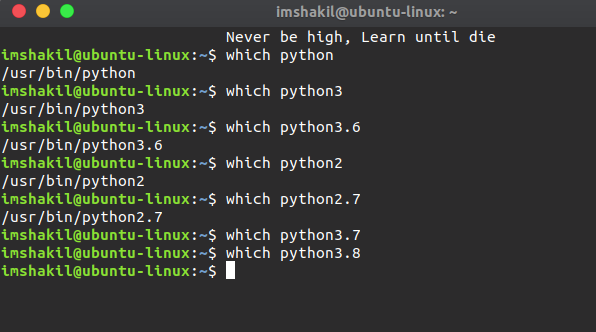 imshakil@ubuntu-linux: ~
Never be high, Learn until die
imshakil@ubuntu-linux:~$ which python
/usr/bin/python
imshakil@ubuntu-linux:~$ which python3
/usr/bin/python3
imshakil@ubuntu-linux:~$ which python3.6
/usr/bin/python3.6
imshakil@ubuntu-linux:~$ which python2
/usr/bin/python2
imshakil@ubuntu-linux:~$ which python2.7
/usr/bin/python2.7
imshakil@ubuntu-linux:~$ which python3.7
imshakil@ubuntu-linux:~$ which python3.8
imshakil@ubuntu-linux:~$